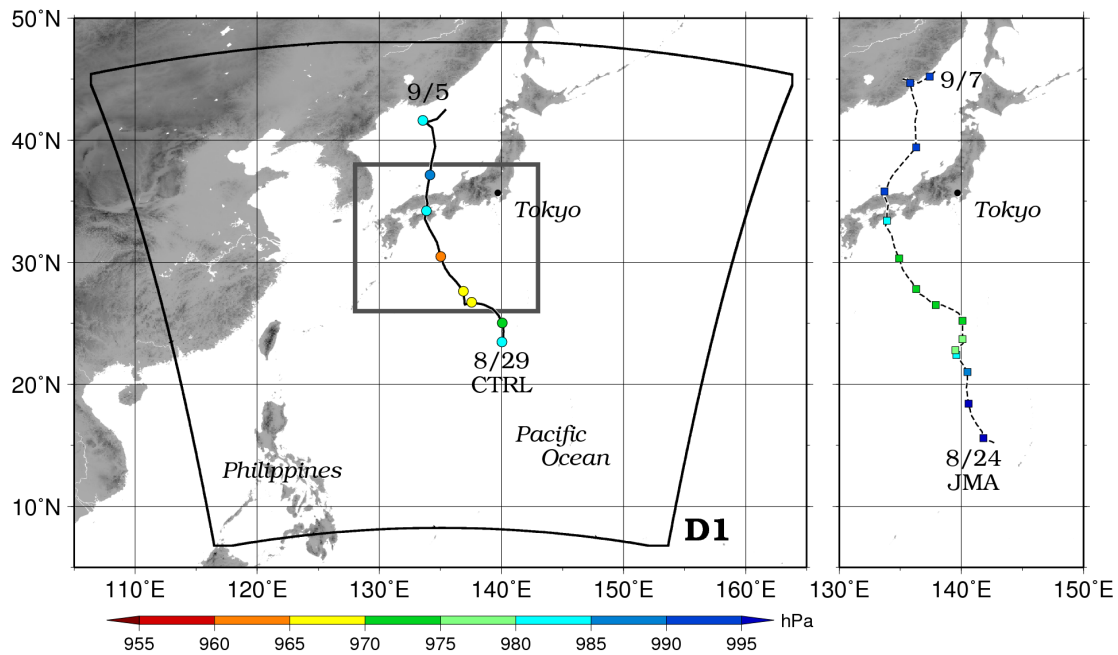 50˚N
40˚N
30˚N
20˚N
10˚N
9/5
Tokyo
8/29
CTRL
Pacific
Ocean
Philippines
D1
110˚E 120˚E 130˚E 140˚E 150˚E 160˚E
9/7
Tokyo
8/24
JMA
130˚E 140˚E 150˚E
hPa
955 960 965 970 975 980 985 990 995